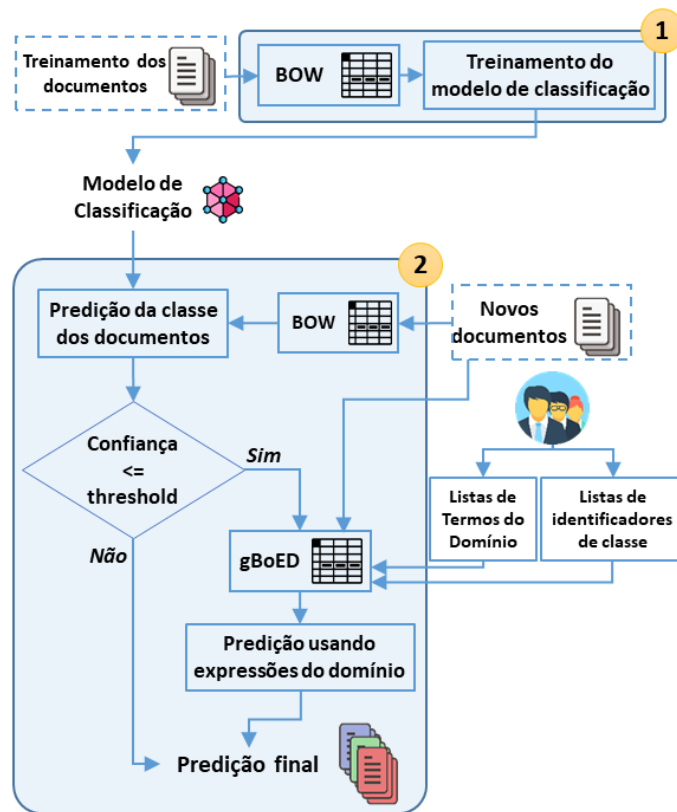 1
Treinamento dos
documentos
BOW
Treinamento do
modelo de classificação
Modelo de
Classificação
2
Predição da classe
dos documentos
BOW
Novos
documentos
Confiança
<=
threshold
Sim
Não
Listas de
Termos do
Domínio
Listas de
identificadores
de classe
gBoED
Predição usando
expressões do domínio
Predição final